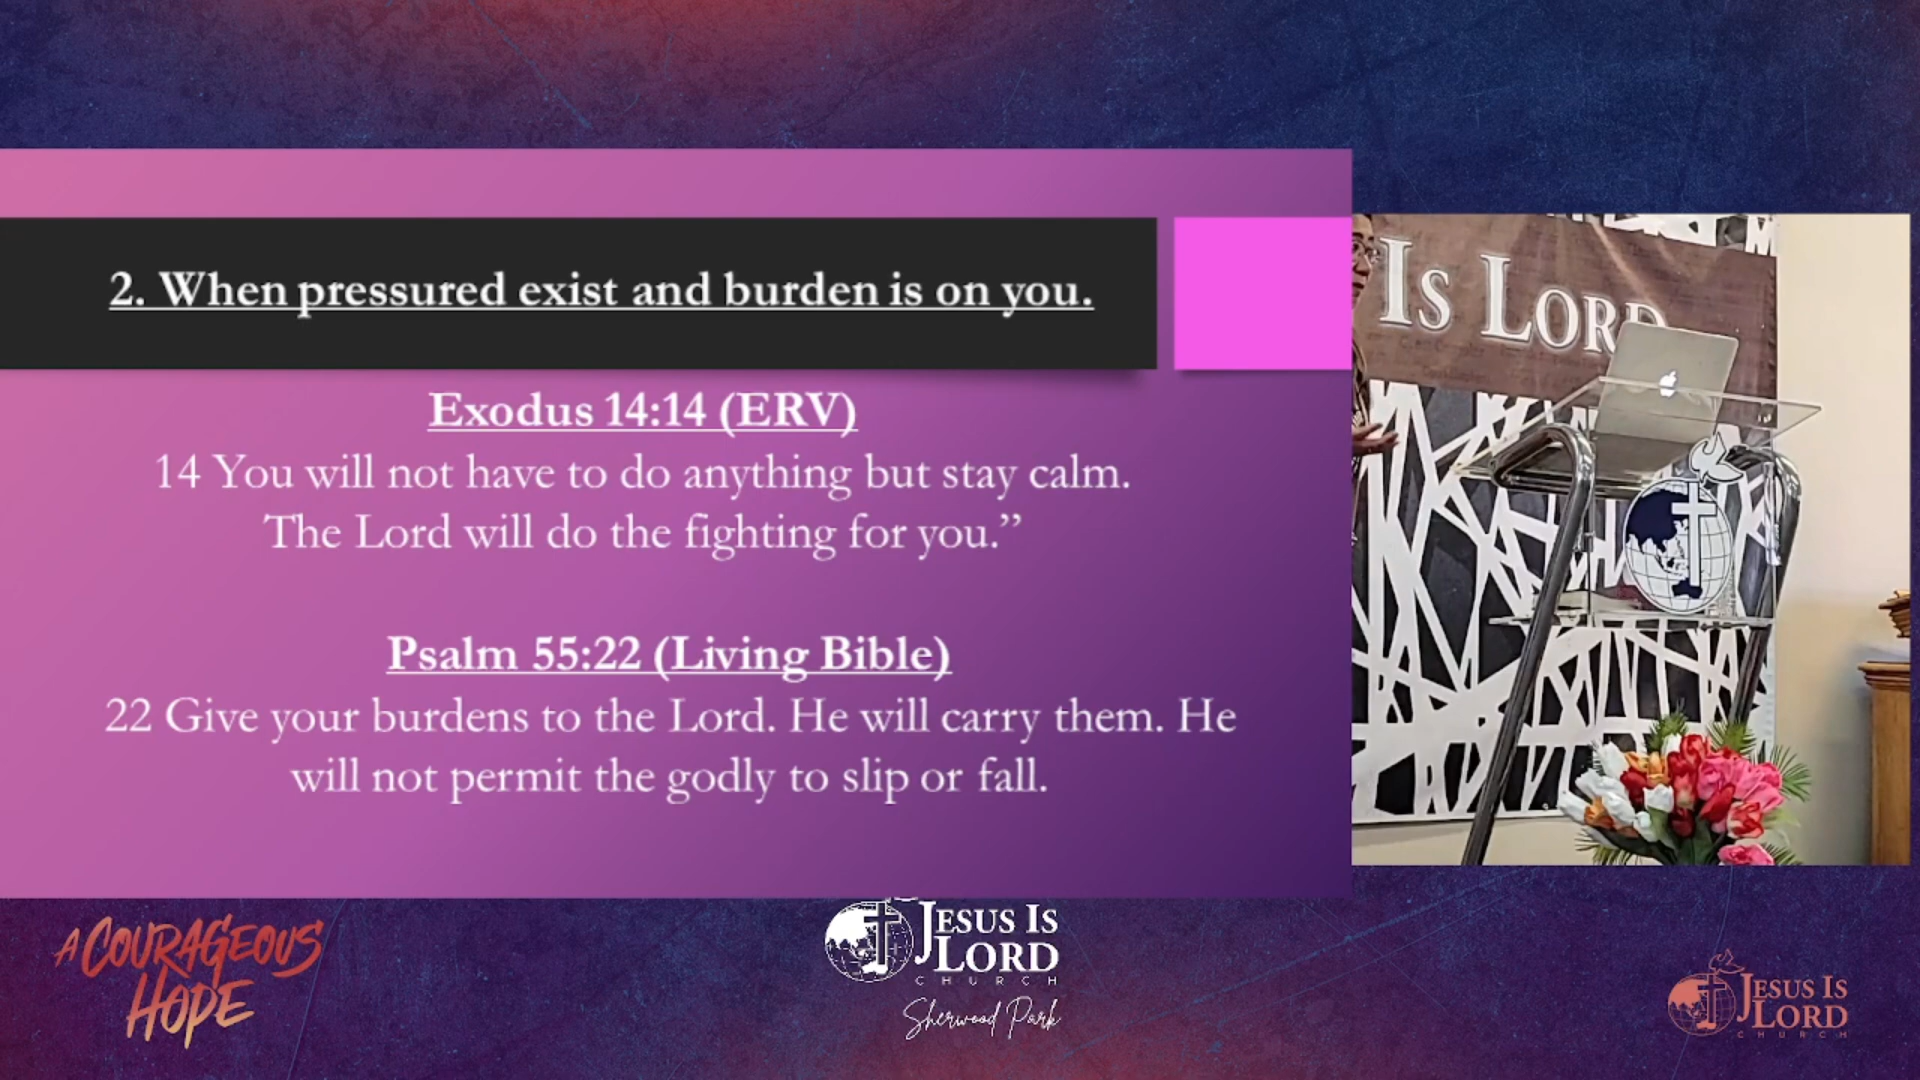 2. When pressured exist and burden is on you.
Exodus 14:14 (ERV)
14 You will not have to do anything but stay calm.
The Lord will do the fighting for you.”
Psalm 55:22 (Living Bible)
22 Give your burdens to the Lord. He will carry them. He
will not permit the godly to slip or fall.
IS LORD
A COURAGEOUS
HOPE
JESUS IS
LORD
CHURCH
Sherwood Park
JESUS IS
LORD
CHURCH